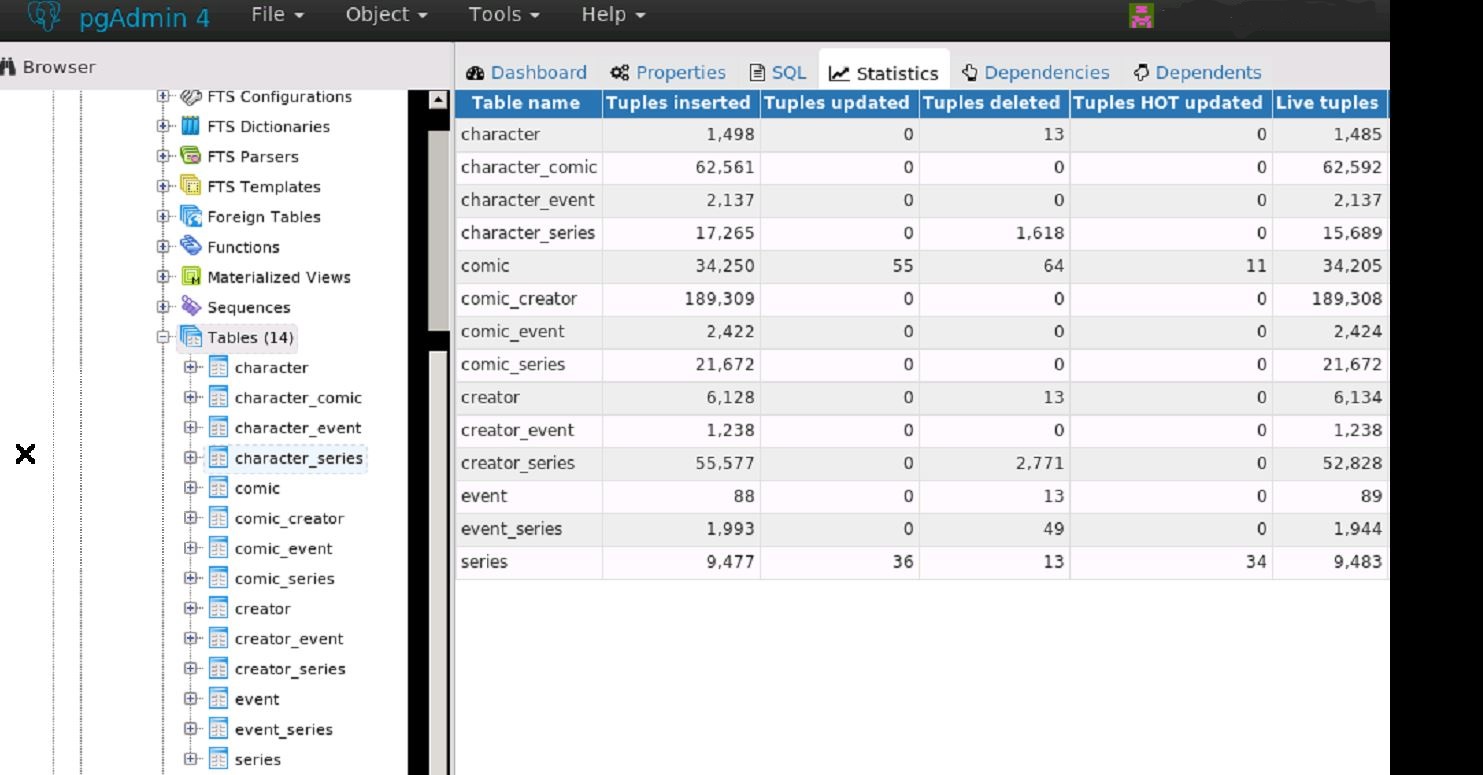 pgAdmin 4 File Object Tools Help
Browser
FTS Configurations
FTS Dictionaries
FTS Parsers
FTS Templates
Foreign Tables
Functions
Materialized Views
Sequences
Tables (14)
character
character_comic
character_event
character_series
comic
comic_creator
comic_event
comic_series
creator
creator_event
creator_series
event
event_series
series
Dashboard Properties SQL Statistics Dependencies Dependents
Table name Tuples inserted Tuples updated Tuples deleted Tuples HOT updated Live tuples
character 1,498 0 13 0 1,485
character_comic 62,561 0 0 0 62,592
character_event 2,137 0 0 0 2,137
character_series 17,265 0 1,618 0 15,689
comic 34,250 55 64 11 34,205
comic_creator 189,309 0 0 0 189,308
comic_event 2,422 0 0 0 2,424
comic_series 21,672 0 0 0 21,672
creator 6,128 0 13 0 6,134
creator_event 1,238 0 0 0 1,238
creator_series 55,577 0 2,771 0 52,828
event 88 0 13 0 89
event_series 1,993 0 49 0 1,944
series 9,477 36 13 34 9,483